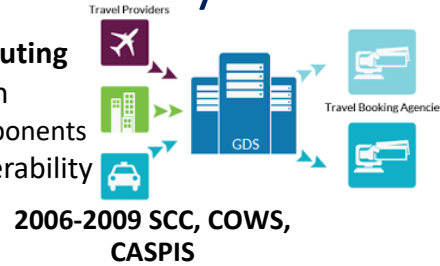 Travel Providers
uting
n
ponents
erability
GDS
Travel Booking Agencie
2006-2009 SCC, COWS,
CASPIS